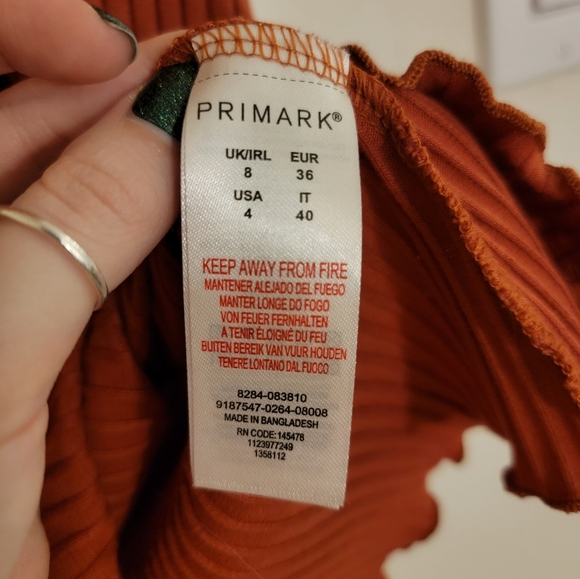 PRIMARK®
UK/IRL EUR
8 36
USA IT
4 40
KEEP AWAY FROM FIRE
MANTENER ALEJADO DEL FUEGO
MANTER LONGE DO FOGO
VON FEUER FERNHALTEN
A TENIR ÉLOIGNÉ DU FEU
BUITEN BEREIK VAN VUUR HOUDEN
TENERE LONTANO DAL FUOCO
8284-083810
9187547-0264-08008
MADE IN BANGLADESH
RN CODE:145478
1123977249
1358112